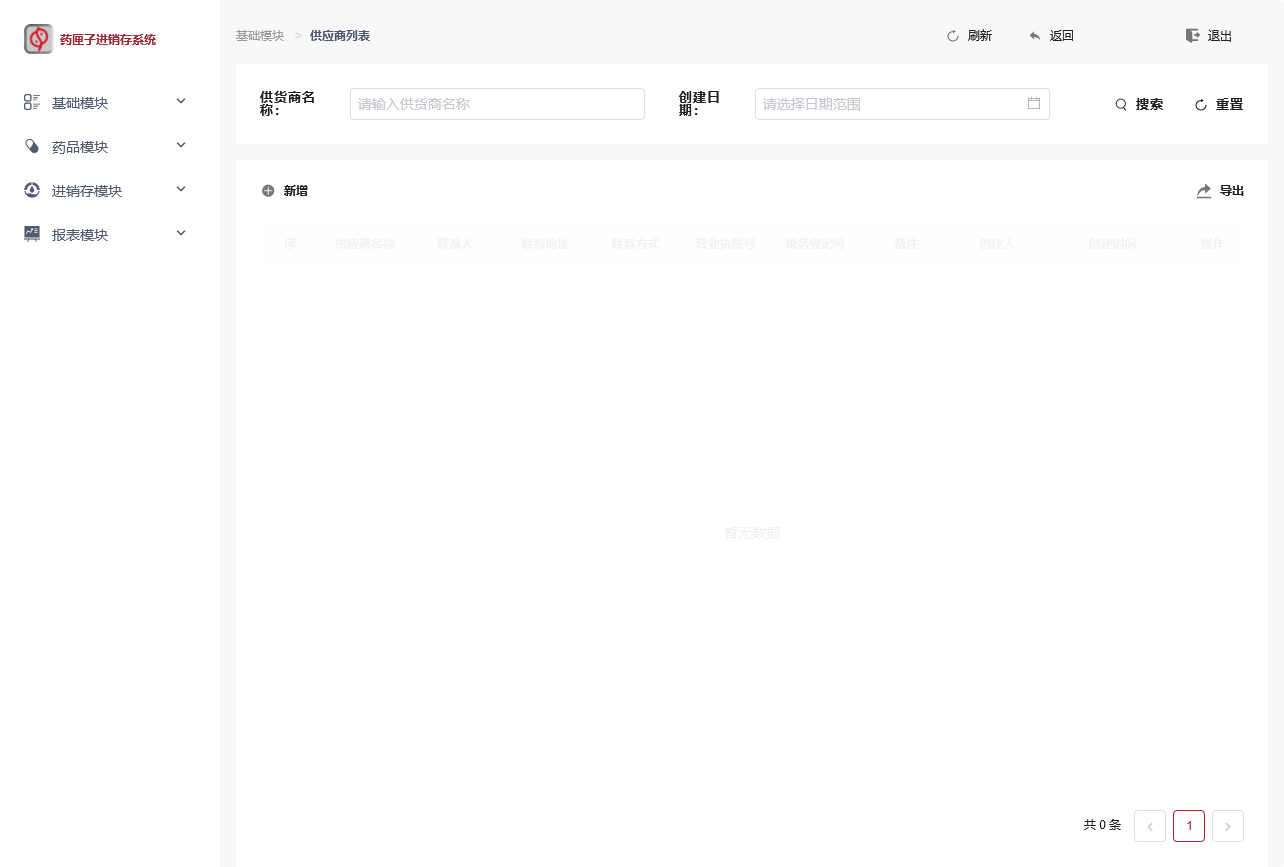 药匣子进销存系统
基础模块
药品模块
进销存模块
报表模块
基础模块 > 供应商列表
刷新
返回
退出
供货商名
称：
请输入供货商名称
创建日
期：
请选择日期范围
搜索
重置
新增
导出
序 供应商名称 联系人 联系地址 联系方式 营业执照号 税务登记号 备注 创建人 创建时间 操作
暂无数据
共 0 条
1